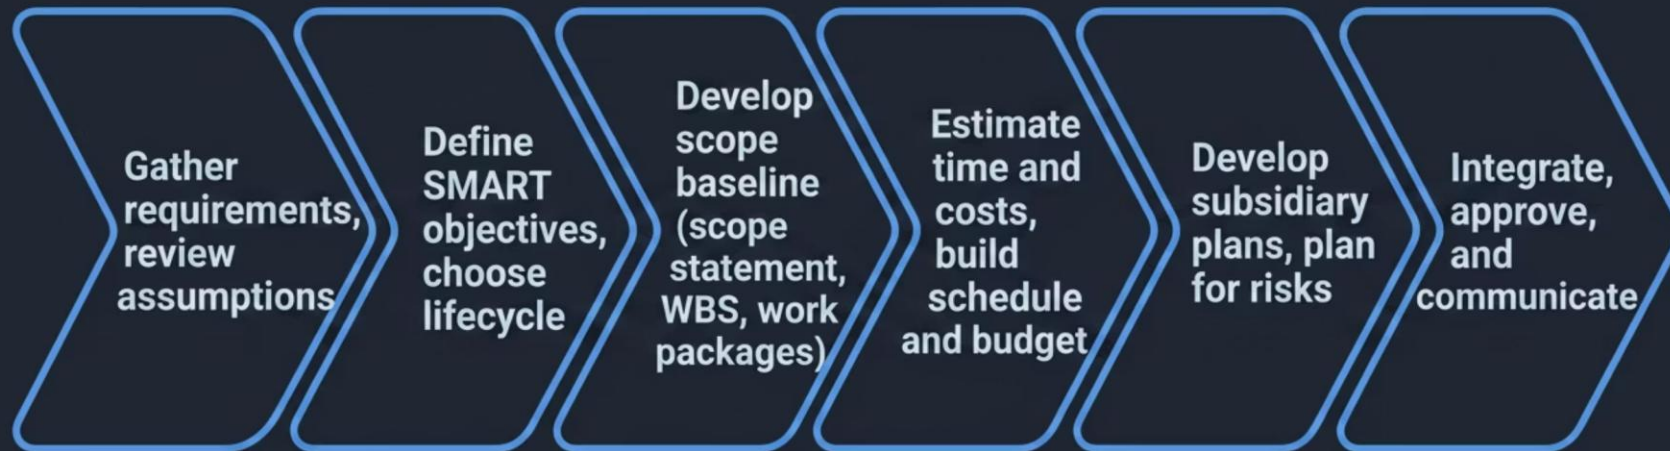 Gather
requirements,
review
assumptions
Define
SMART
objectives,
choose
lifecycle
Develop
scope
baseline
(scope
statement,
WBS, work
packages)
Estimate
time and
costs,
build
schedule
and budget
Develop
subsidiary
plans, plan
for risks
Integrate,
approve,
and
communicate